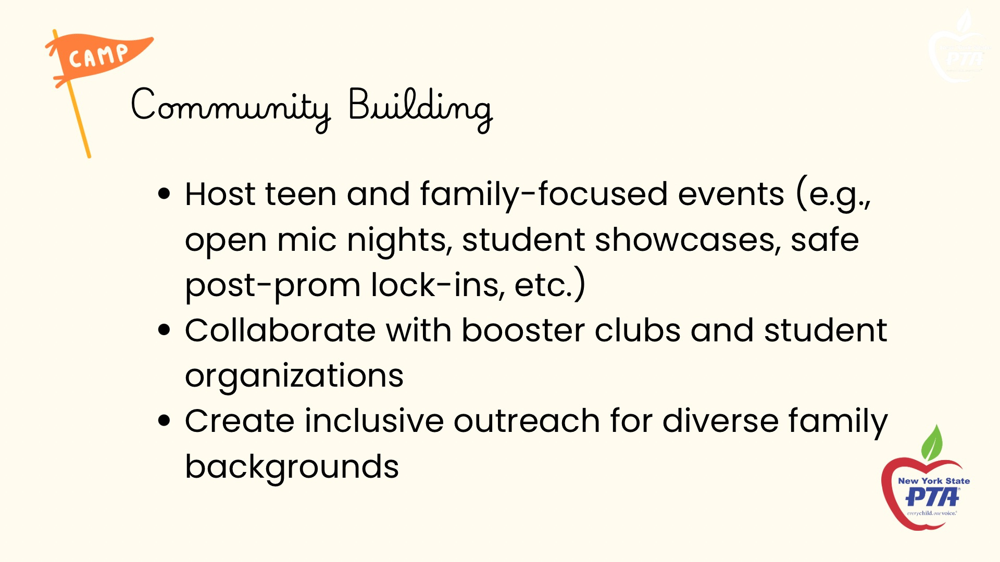 CAMP
PTA
Community Building
• Host teen and family-focused events (e.g.,
open mic nights, student showcases, safe
post-prom lock-ins, etc.)
• Collaborate with booster clubs and student
organizations
• Create inclusive outreach for diverse family
backgrounds
New York State
PTA®
everychild.onevoice.®